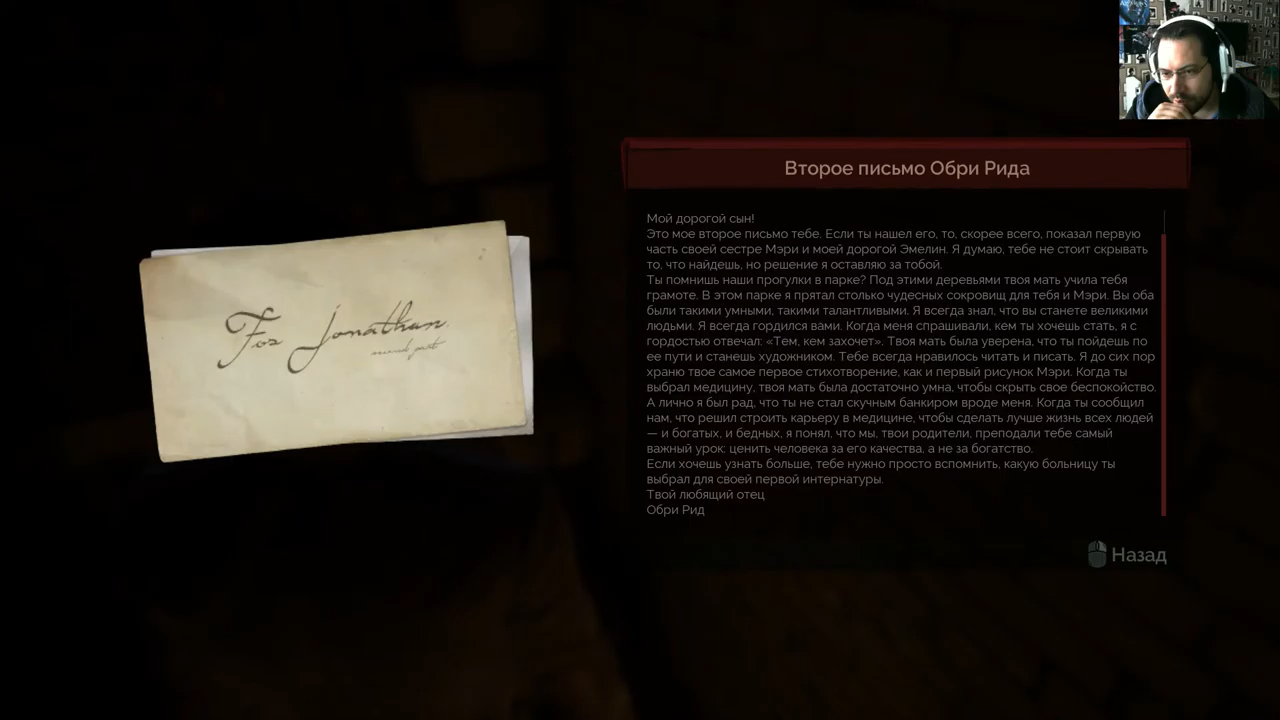 For Jonathan
second part
Второе письмо Обри Рида
Мой дорогой сын!
Это мое второе письмо тебе. Если ты нашел его, то, скорее всего, показал первую
часть своей сестре Мэри и моей дорогой Эмелин. Я думаю, тебе не стоит скрывать
то, что найдешь, но решение я оставляю за тобой.
Ты помнишь наши прогулки в парке? Под этими деревьями твоя мать учила тебя
грамоте. В этом парке я прятал столько чудесных сокровищ для тебя и Мэри. Вы оба
были такими умными, такими талантливыми. Я всегда знал, что вы станете великими
людьми. Я всегда гордился вами. Когда меня спрашивали, кем ты хочешь стать, я с
гордостью отвечал: «Тем, кем захочет». Твоя мать была уверена, что ты пойдешь по
ее пути и станешь художником. Тебе всегда нравилось читать и писать. Я до сих пор
храню твое самое первое стихотворение, как и первый рисунок Мэри. Когда ты
выбрал медицину, твоя мать была достаточно умна, чтобы скрыть свое беспокойство.
А лично я был рад, что ты не стал скучным банкиром вроде меня. Когда ты сообщил
нам, что решил строить карьеру в медицине, чтобы сделать лучше жизнь всех людей
— и богатых, и бедных, я понял, что мы, твои родители, преподали тебе самый
важный урок: ценить человека за его качества, а не за богатство.
Если хочешь узнать больше, тебе нужно просто вспомнить, какую больницу ты
выбрал для своей первой интернатуры.
Твой любящий отец
Обри Рид
Назад